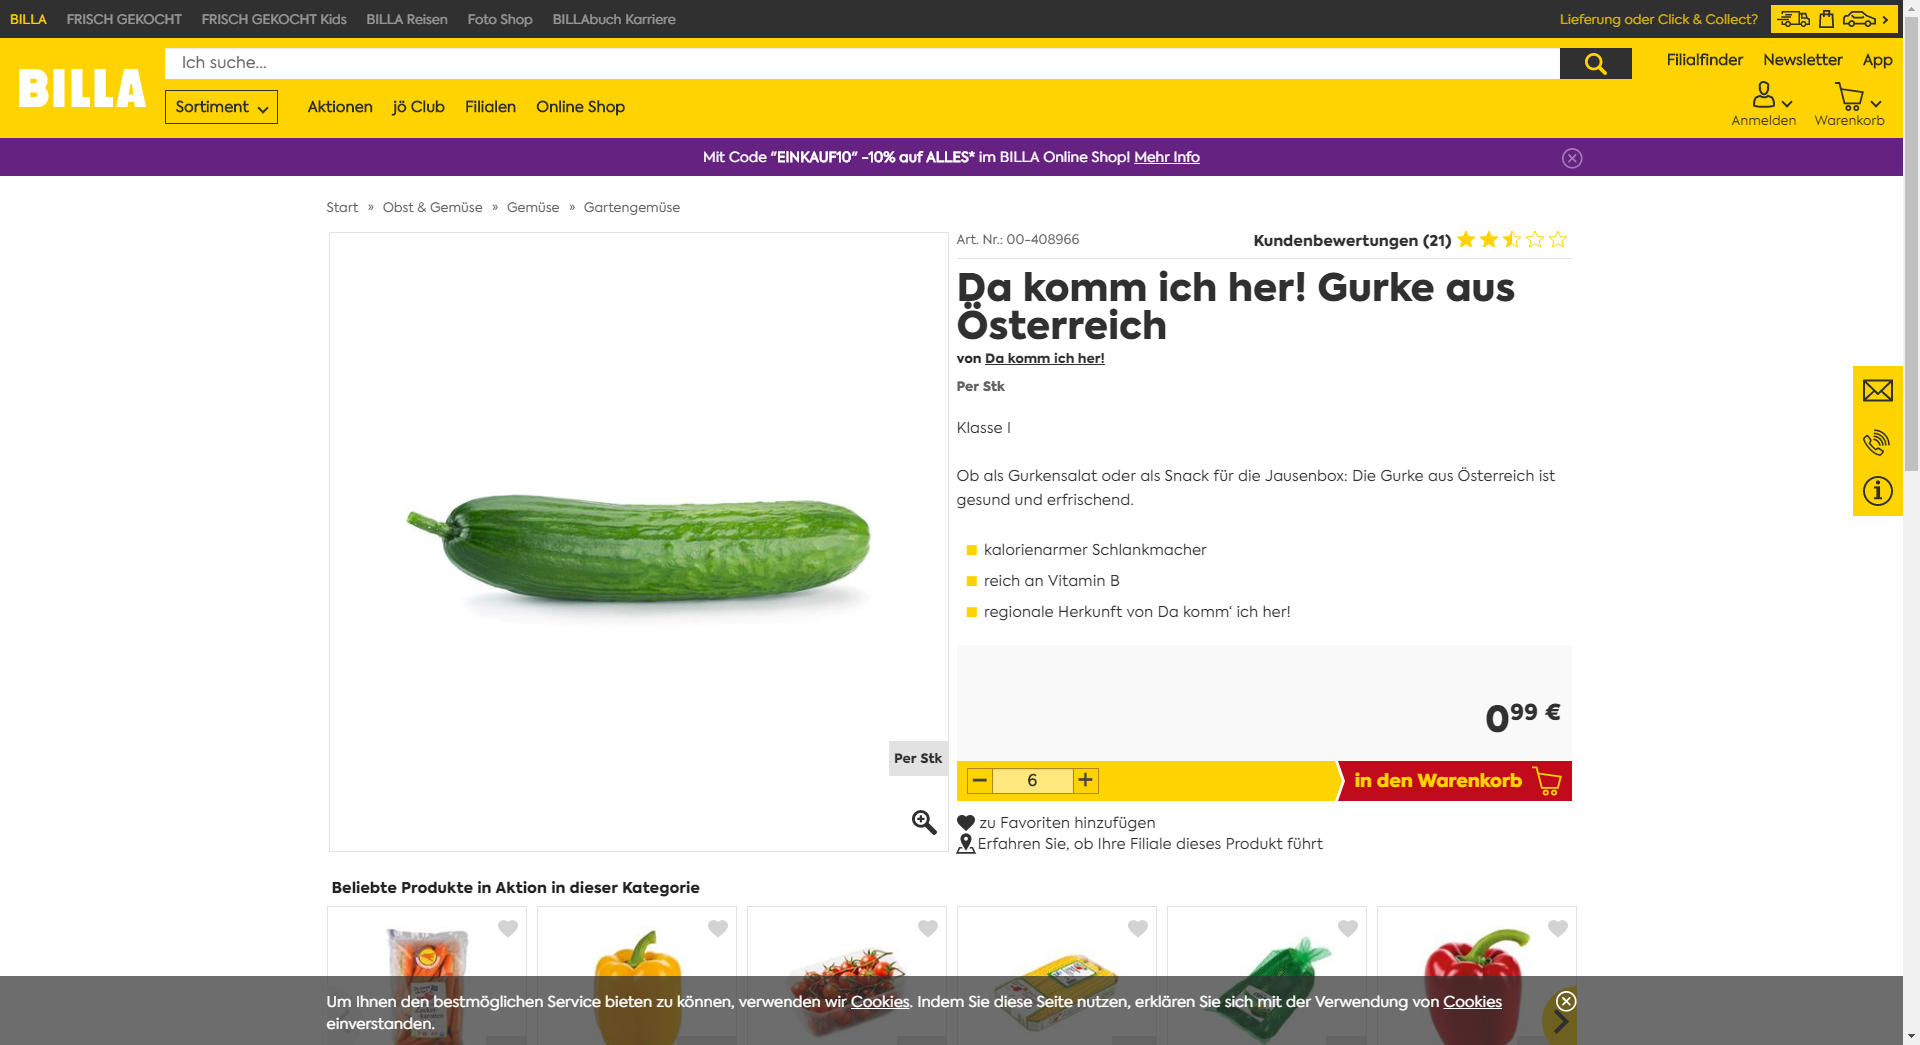 BILLA FRISCH GEKOCHT FRISCH GEKOCHT Kids BILLA Reisen Foto Shop BILLAbuch Karriere Lieferung oder Click & Collect?
Ich suche...
Filialfinder Newsletter App
BILLA
Sortiment Aktionen jö Club Filialen Online Shop
Anmelden Warenkorb
Mit Code "EINKAUF10" -10% auf ALLES* im BILLA Online Shop! Mehr Info
Start » Obst & Gemüse » Gemüse » Gartengemüse
Art. Nr.: 00-408966 Kundenbewertungen (21)
Da komm ich her! Gurke aus
Österreich
von Da komm ich her!
Per Stk
Klasse I
Ob als Gurkensalat oder als Snack für die Jausenbox: Die Gurke aus Österreich ist
gesund und erfrischend.
kalorienarmer Schlankmacher
reich an Vitamin B
regionale Herkunft von Da komm‘ ich her!
0 99 €
Per Stk
6 in den Warenkorb
zu Favoriten hinzufügen
Erfahren Sie, ob Ihre Filiale dieses Produkt führt
Beliebte Produkte in Aktion in dieser Kategorie
Um Ihnen den bestmöglichen Service bieten zu können, verwenden wir Cookies. Indem Sie diese Seite nutzen, erklären Sie sich mit der Verwendung von Cookies
einverstanden.